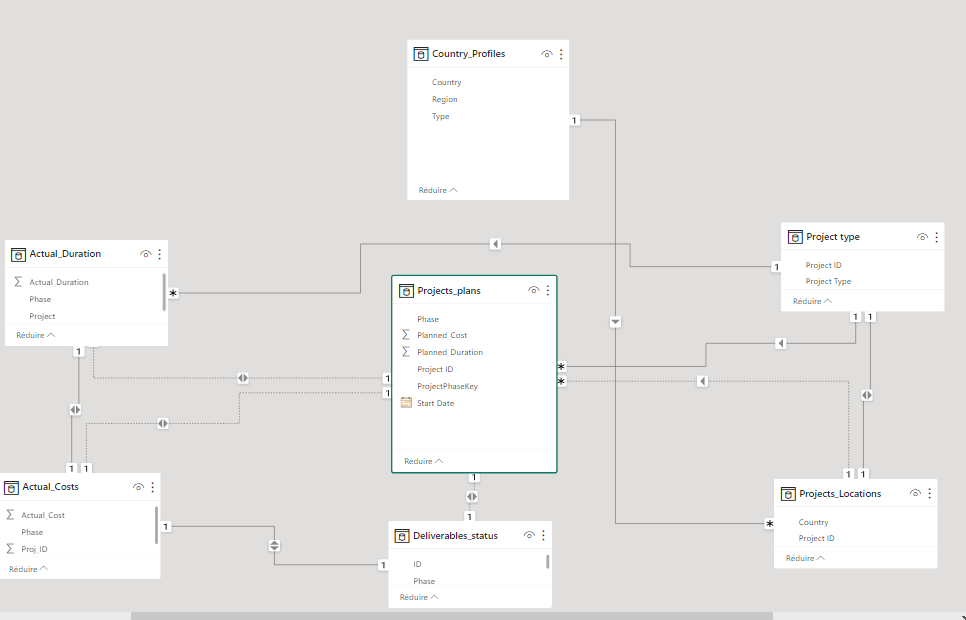 Country_Profiles
Country
Region
Type
Réduire
1
Actual_Duration
Actual_Duration
Phase
Project
Réduire
*
1
Projects_plans
Phase
Planned_Cost
Planned_Duration
Project ID
ProjectPhaseKey
Start Date
Réduire
1
1
*
*
1
Project type
Project ID
Project Type
Réduire
1
1 1
Actual_Costs
Actual_Cost
Phase
Proj_ID
Réduire
1 1
1
Deliverables_status
ID
Phase
Réduire
1
1
Projects_Locations
Country
Project ID
Réduire
1 1
*